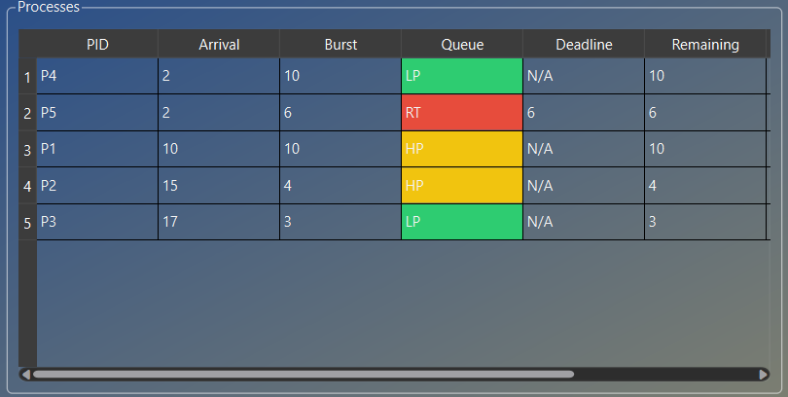 Processes
PID Arrival Burst Queue Deadline Remaining
1 P4 2 10 LP N/A 10
2 P5 2 6 RT 6 6
3 P1 10 10 HP N/A 10
4 P2 15 4 HP N/A 4
5 P3 17 3 LP N/A 3